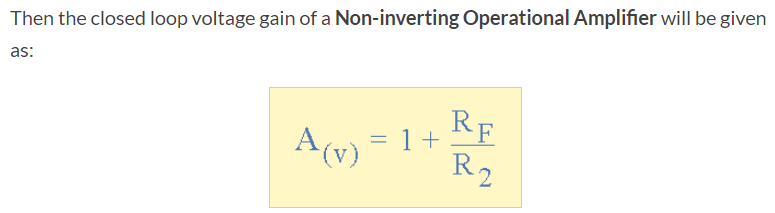 Then the closed loop voltage gain of a Non-inverting Operational Amplifier will be given
as:
A(v) = 1 + RF/R2